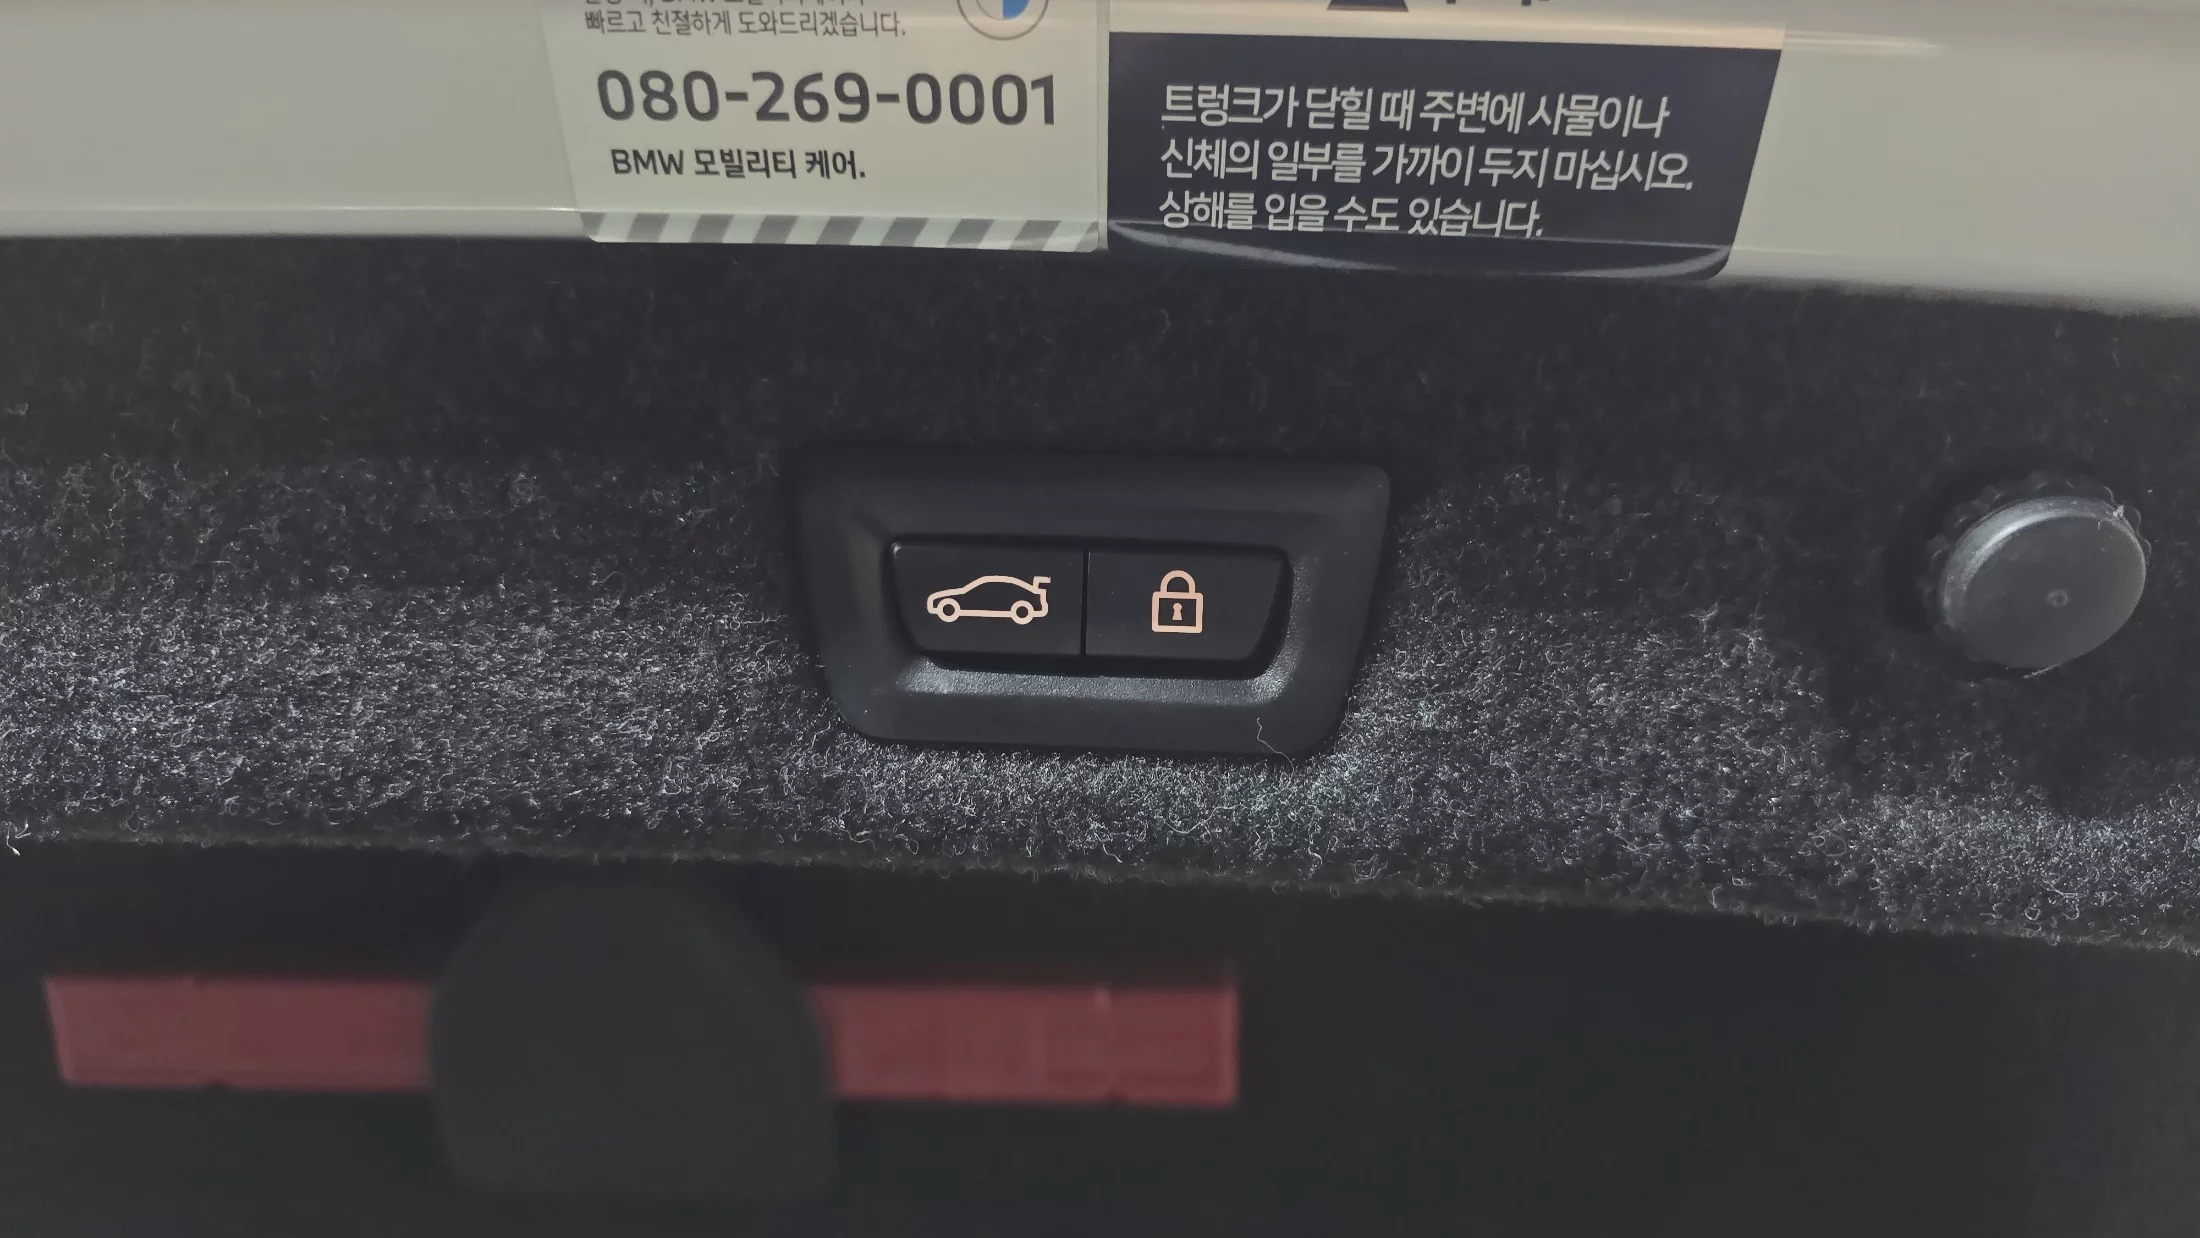 빠르고 친절하게 도와드리겠습니다.
080-269-0001
BMW 모빌리티 케어.
트렁크가 닫힐 때 주변에 사물이나
신체의 일부를 가까이 두지 마십시오.
상해를 입을 수도 있습니다.